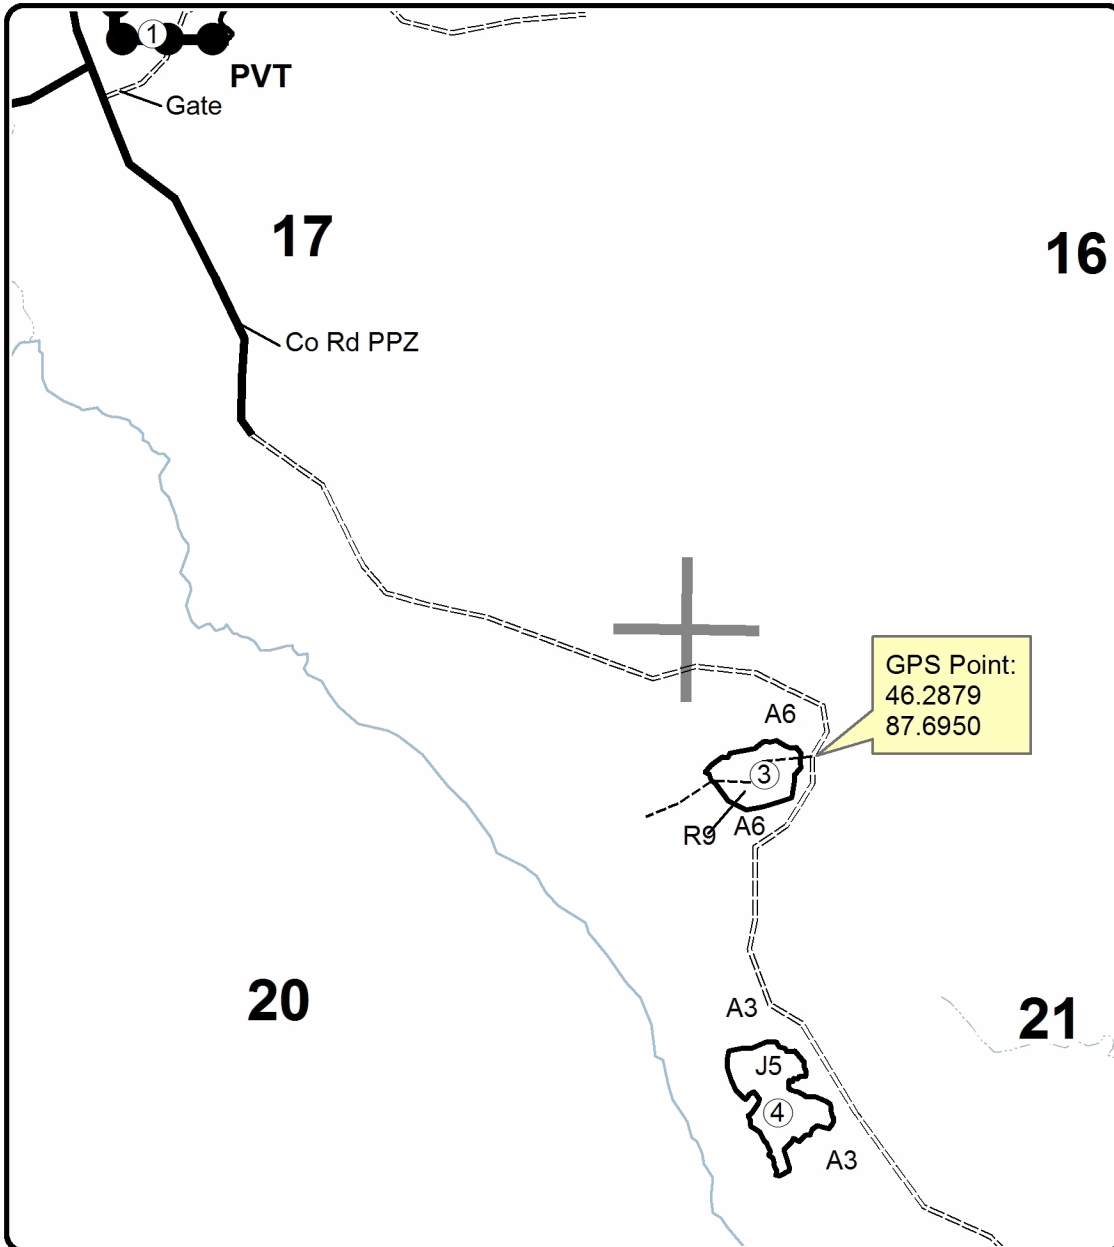 1
PVT
Gate
17
16
Co Rd PPZ
GPS Point:
46.2879
87.6950
A6
3
R9
A6
20
A3
21
J5
4
A3